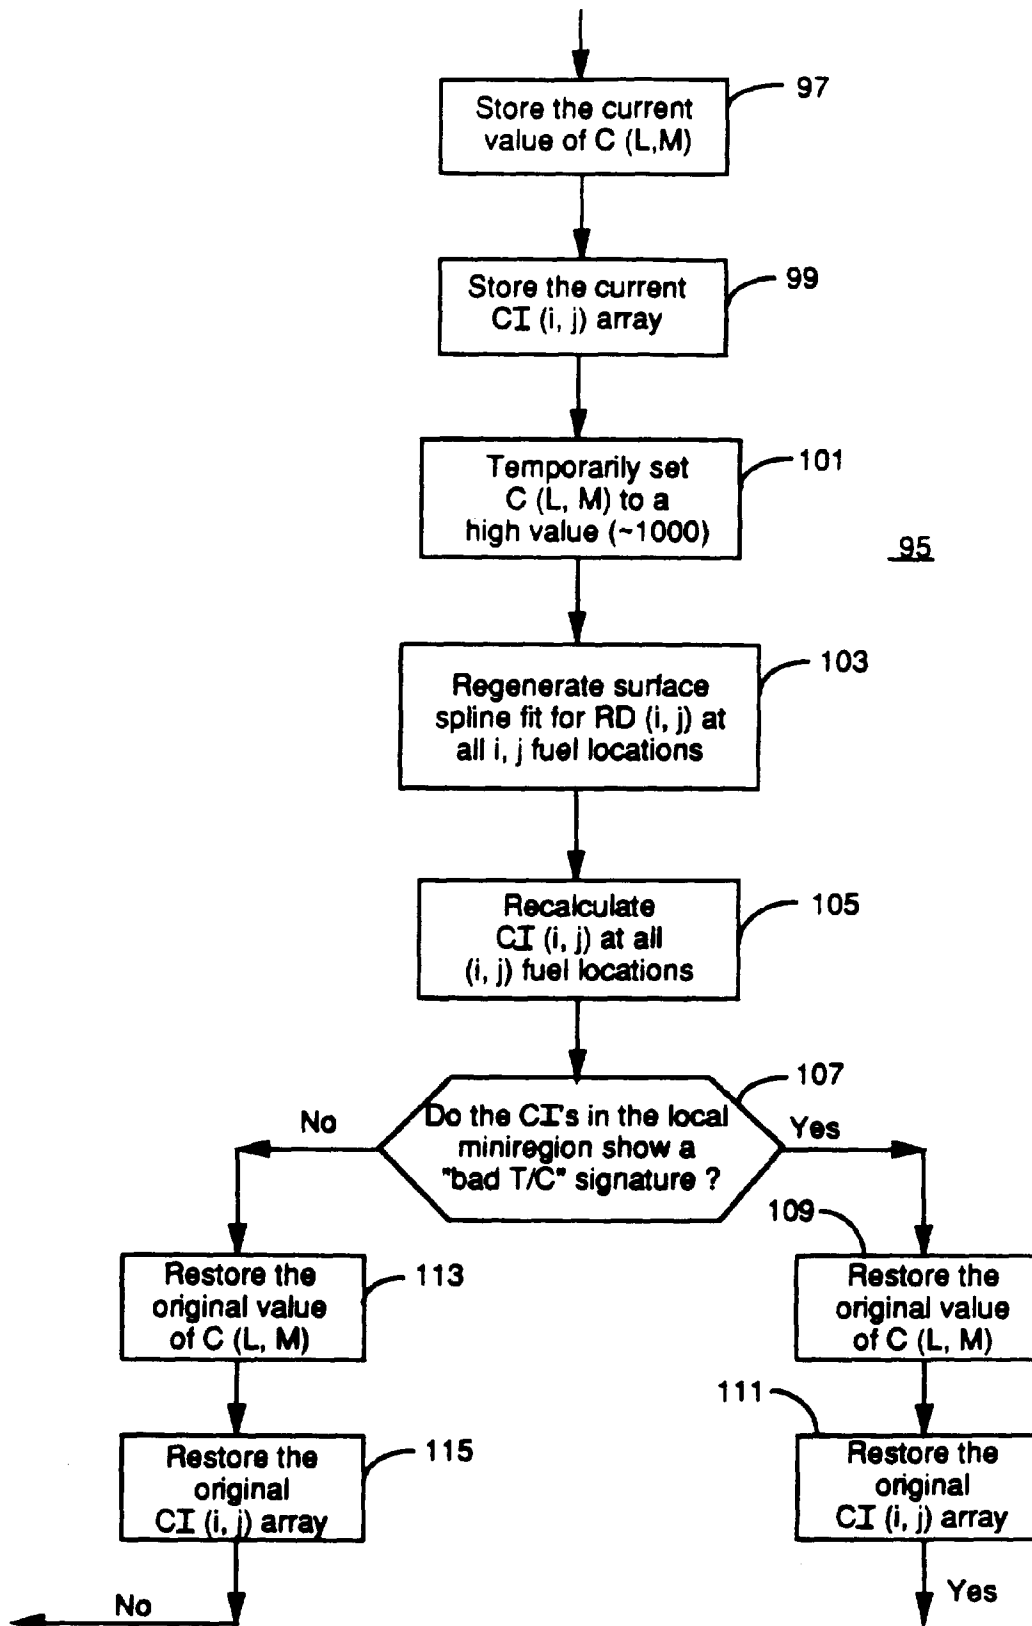 97
Store the current
value of C (L,M)
99
Store the current
CI (i, j) array
101
Temporarily set
C (L, M) to a
high value (~1000)
95
103
Regenerate surface
spline fit for RD (i, j) at
all i, j fuel locations
105
Recalculate
CI (i, j) at all
(i, j) fuel locations
107
No
Do the CI's in the local
miniregion show a
"bad T/C" signature ?
Yes
113
Restore the
original value
of C (L, M)
109
Restore the
original value
of C (L, M)
115
Restore the
original
CI (i, j) array
111
Restore the
original
CI (i, j) array
No
Yes